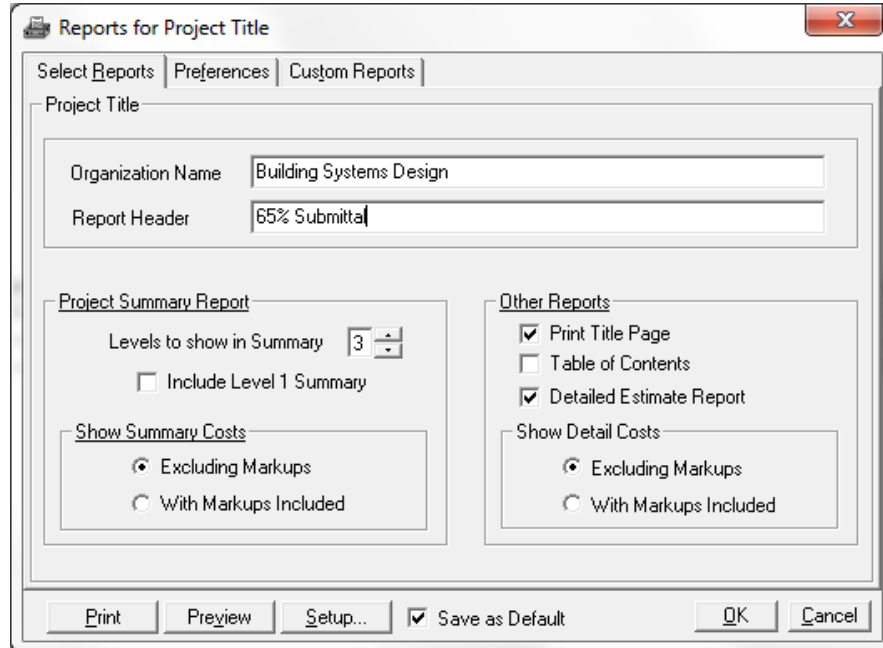 Reports for Project Title
Select Reports Preferences Custom Reports
Project Title
Organization Name Building Systems Design
Report Header 65% Submittal
Project Summary Report
Levels to show in Summary 3
Include Level 1 Summary
Show Summary Costs
Excluding Markups
With Markups Included
Other Reports
Print Title Page
Table of Contents
Detailed Estimate Report
Show Detail Costs
Excluding Markups
With Markups Included
Print Preview Setup... Save as Default OK Cancel